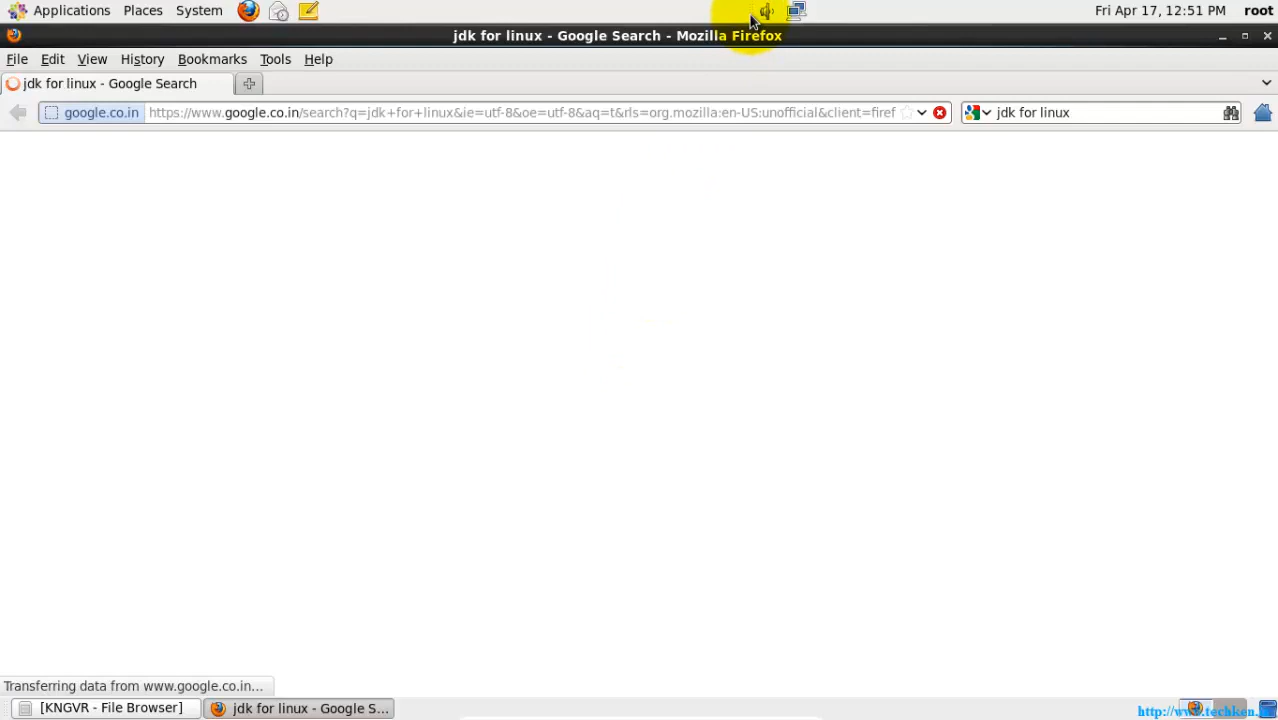 Applications Places System Fri Apr 17, 12:51 PM root
jdk for linux - Google Search - Mozilla Firefox
File Edit View History Bookmarks Tools Help
jdk for linux - Google Search
google.co.in https://www.google.co.in/search?q=jdk+for+linux&ie=utf-8&oe=utf-8&aq=t&rls=org.mozilla:en-US:unofficial&client=firef jdk for linux
Transferring data from www.google.co.in...
[KNGVR - File Browser] jdk for linux - Google S...
http://www.techken.